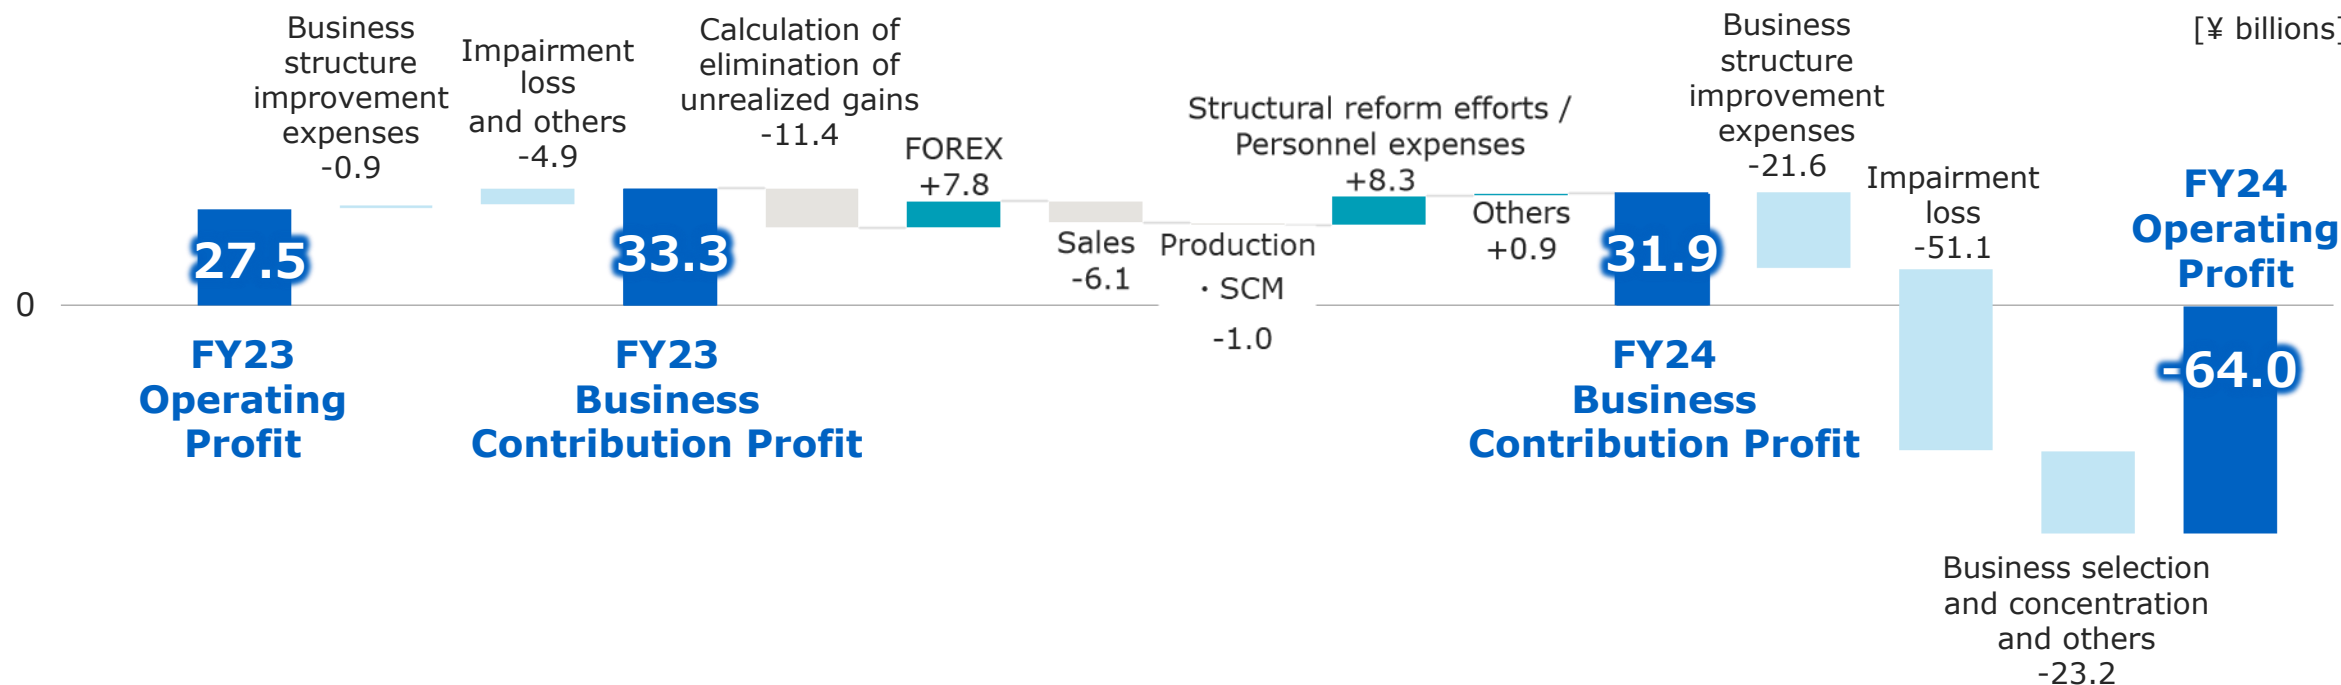 Business
structure
improvement
expenses
-0.9
Impairment
loss
and others
-4.9
Calculation of
elimination of
unrealized gains
-11.4
FOREX
+7.8
Sales
-6.1
Production
・SCM
-1.0
Structural reform efforts /
Personnel expenses
+8.3
Others
+0.9
Business
structure
improvement
expenses
-21.6
Impairment
loss
-51.1
[¥ billions]
FY24
Operating
Profit
27.5
33.3
31.9
-64.0
0
FY23
Operating
Profit
FY23
Business
Contribution Profit
FY24
Business
Contribution Profit
Business selection
and concentration
and others
-23.2